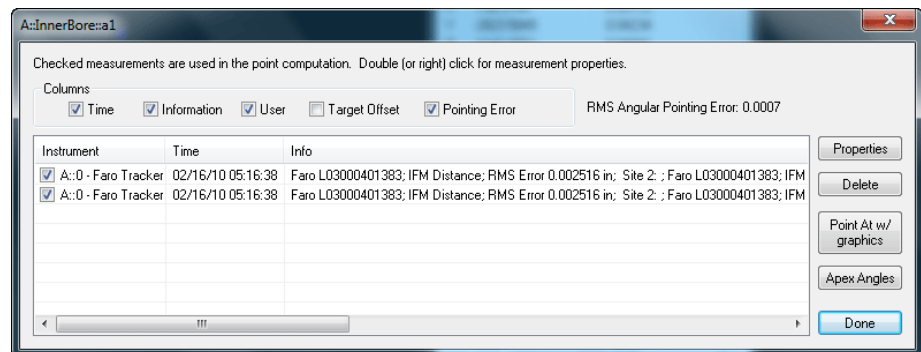 A::InnerBore::a1
Checked measurements are used in the point computation. Double (or right) click for measurement properties.
Columns
Time Information User Target Offset Pointing Error
RMS Angular Pointing Error: 0.0007
Instrument Time Info
A::0 - Faro Tracker 02/16/10 05:16:38 Faro L03000401383; IFM Distance; RMS Error 0.002516 in; Site 2: ; Faro L03000401383; IFM
A::0 - Faro Tracker 02/16/10 05:16:38 Faro L03000401383; IFM Distance; RMS Error 0.002516 in; Site 2: ; Faro L03000401383; IFM
Properties
Delete
Point At w/
graphics
Apex Angles
Done